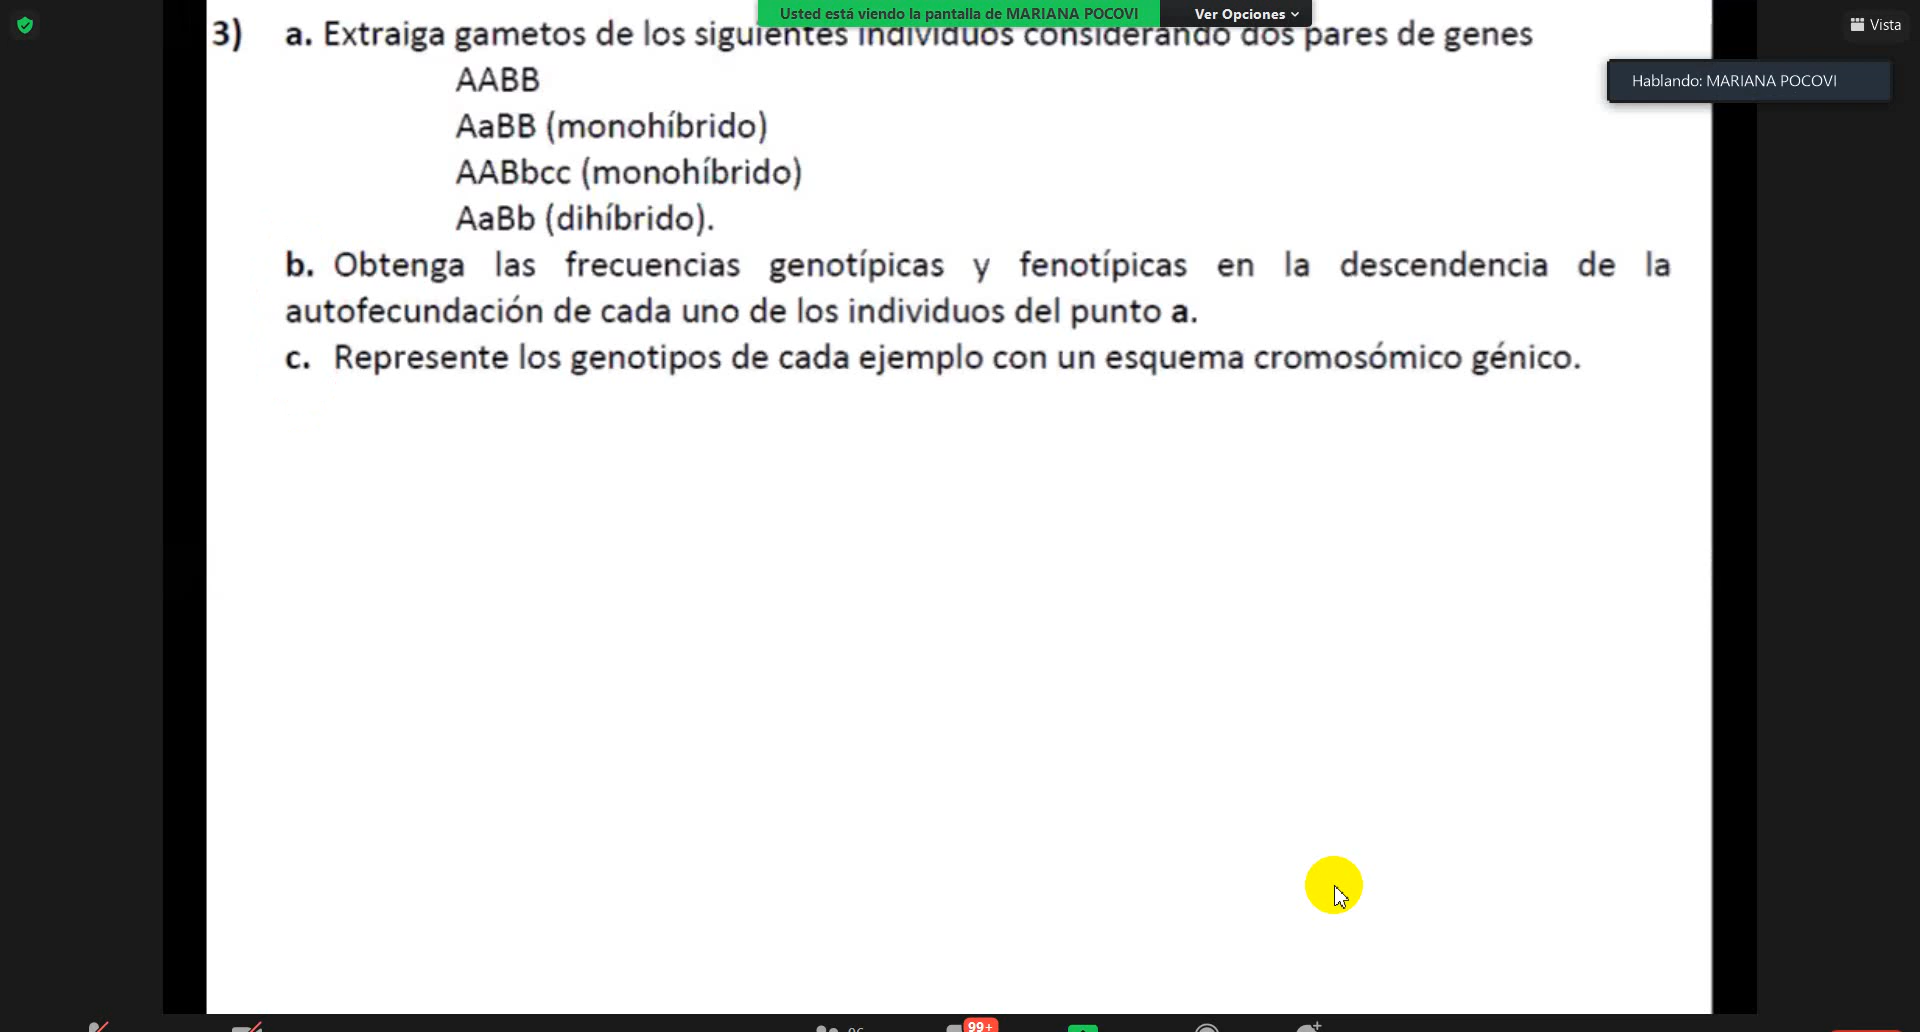 Usted está viendo la pantalla de MARIANA POCOVI
Ver Opciones
Vista
Hablando: MARIANA POCOVI
3) a. Extraiga gametos de los siguientes individuos considerando dos pares de genes
AABB
AaBB (monohíbrido)
AABbcc (monohíbrido)
AaBb (dihíbrido).
b. Obtenga las frecuencias genotípicas y fenotípicas en la descendencia de la
autofecundación de cada uno de los individuos del punto a.
c. Represente los genotipos de cada ejemplo con un esquema cromosómico génico.
99+